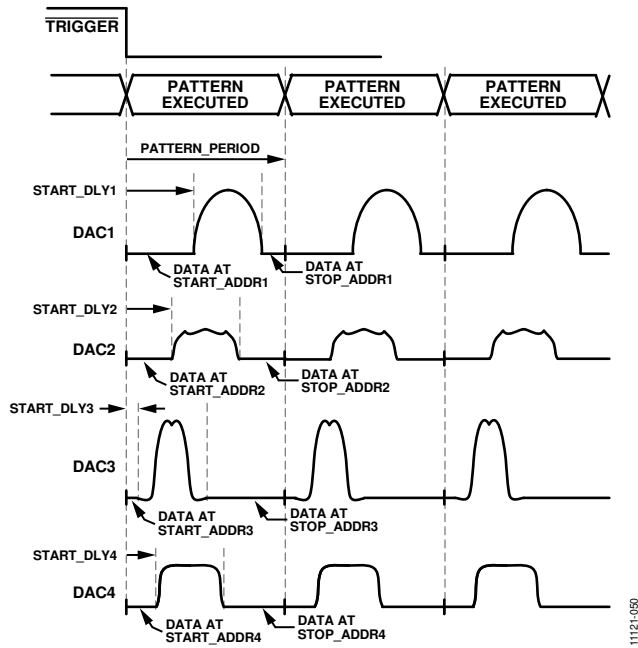 TRIGGER
PATTERN
EXECUTED
PATTERN
EXECUTED
PATTERN
EXECUTED
PATTERN_PERIOD
START_DLY1
DAC1
DATA AT
START_ADDR1
DATA AT
STOP_ADDR1
START_DLY2
DAC2
DATA AT
START_ADDR2
DATA AT
STOP_ADDR2
START_DLY3
DAC3
DATA AT
START_ADDR3
DATA AT
STOP_ADDR3
START_DLY4
DAC4
DATA AT
START_ADDR4
DATA AT
STOP_ADDR4
11121-050